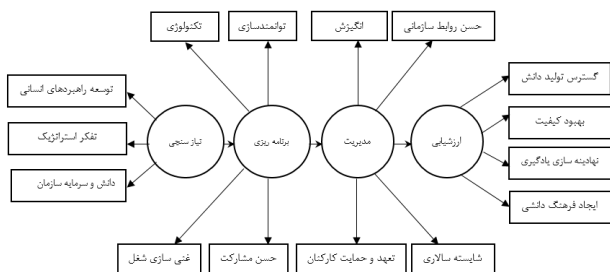 حسن روابط سازمانی
انگیزش
توانمندسازی
تکنولوژی
گسترس تولید دانش
بهبود کیفیت
نهادینه سازی یادگیری
ایجاد فرهنگ دانشی
توسعه راهبردهای انسانی
تفکر استراتژیک
دانش و سرمایه سازمان
نیاز سنجی
برنامه ریزی
مدیریت
ارزشیابی
شایسته سالاری
تعهد و حمایت کارکنان
حسن مشارکت
غنی سازی شغل